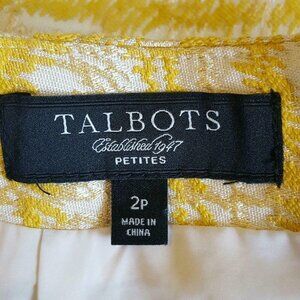 TALBOTS
Established 1947
PETITES
2P
MADE IN
CHINA